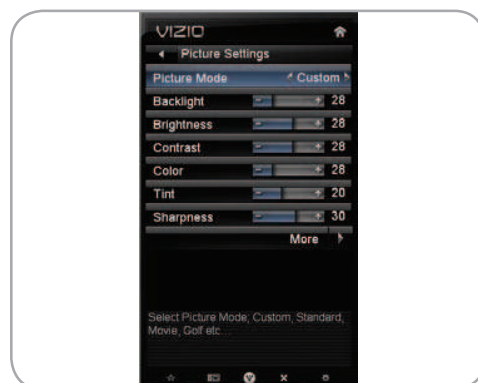 VIZIO
Picture Settings
Picture Mode Custom
Backlight - + 28
Brightness - + 28
Contrast - + 28
Color - + 28
Tint - + 20
Sharpness - + 30
More
Select Picture Mode; Custom, Standard,
Movie, Golf etc...
V